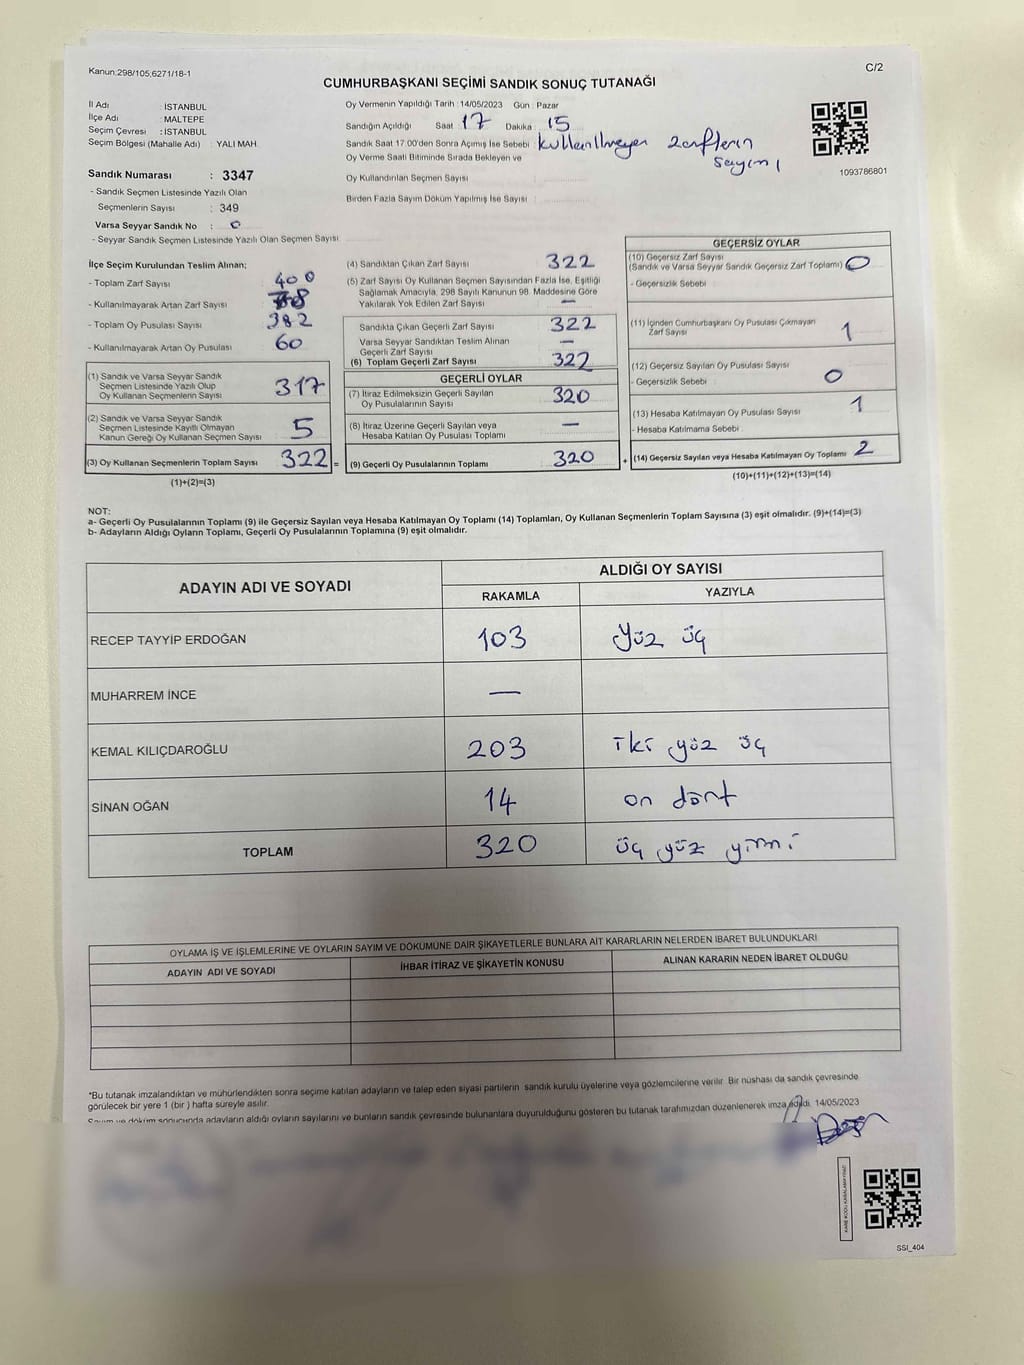 Kanun:298/105,6271/18-1
C/2
CUMHURBAŞKANI SEÇİMİ SANDIK SONUÇ TUTANAĞI
İl Adı : İSTANBUL
İlçe Adı : MALTEPE
Seçim Çevresi : İSTANBUL
Seçim Bölgesi (Mahalle Adı) : YALI MAH.
Sandık Numarası : 3347
- Sandık Seçmen Listesinde Yazılı Olan
Seçmenlerin Sayısı : 349
Varsa Seyyar Sandık No : 0
- Seyyar Sandık Seçmen Listesinde Yazılı Olan Seçmen Sayısı
Oy Vermenin Yapıldığı Tarih : 14/05/2023 Gün : Pazar
Sandığın Açıldığı Saat : 17 Dakika : 15
Sandık Saat 17:00'den Sonra Açımış İse Sebebi kullanılmayan zarfların
sayımı
Oy Verme Saati Bitiminde Sırada Bekleyen ve
Oy Kullandırılan Seçmen Sayısı
Birden Fazla Sayım Döküm Yapılmış İse Sayısı
1093786801
İlçe Seçim Kurulundan Teslim Alınan;
- Toplam Zarf Sayısı 400
- Kullanılmayarak Artan Zarf Sayısı
- Toplam Oy Pusulası Sayısı 382
- Kullanılmayarak Artan Oy Pusulası 60
(1) Sandık ve Varsa Seyyar Sandık
Seçmen Listesinde Yazılı Olup
Oy Kullanan Seçmenlerin Sayısı 317
(2) Sandık ve Varsa Seyyar Sandık
Seçmen Listesinde Kayıtlı Olmayan
Kanun Gereği Oy Kullanan Seçmen Sayısı 5
(3) Oy Kullanan Seçmenlerin Toplam Sayısı 322 =
(1)+(2)=(3)
(4) Sandıktan Çıkan Zarf Sayısı 322
(5) Zarf Sayısı Oy Kullanan Seçmen Sayısından Fazla İse, Eşitliği
Sağlamak Amacıyla, 298 Sayılı Kanunun 98. Maddesine Göre
Yakılarak Yok Edilen Zarf Sayısı —
Sandıkta Çıkan Geçerli Zarf Sayısı 322
Varsa Seyyar Sandıktan Teslim Alınan
Geçerli Zarf Sayısı —
(6) Toplam Geçerli Zarf Sayısı 322
GEÇERLİ OYLAR
(7) İtiraz Edilmeksizin Geçerli Sayılan
Oy Pusulalarının Sayısı 320
(8) İtiraz Üzerine Geçerli Sayılan veya
Hesaba Katılan Oy Pusulası Toplamı —
(9) Geçerli Oy Pusulalarının Toplamı 320 +
GEÇERSİZ OYLAR
(10) Geçersiz Zarf Sayısı
(Sandık ve Varsa Seyyar Sandık Geçersiz Zarf Toplamı) 0
- Geçersizlik Sebebi :
(11) İçinden Cumhurbaşkanı Oy Pusulası Çıkmayan
Zarf Sayısı 1
(12) Geçersiz Sayılan Oy Pusulası Sayısı
- Geçersizlik Sebebi : 0
(13) Hesaba Katılmayan Oy Pusulası Sayısı 1
- Hesaba Katılmama Sebebi :
(14) Geçersiz Sayılan veya Hesaba Katılmayan Oy Toplamı 2
(10)+(11)+(12)+(13)=(14)
NOT:
a- Geçerli Oy Pusulalarının Toplamı (9) ile Geçersiz Sayılan veya Hesaba Katılmayan Oy Toplamı (14) Toplamları, Oy Kullanan Seçmenlerin Toplam Sayısına (3) eşit olmalıdır. (9)+(14)=(3)
b- Adayların Aldığı Oyların Toplamı, Geçerli Oy Pusulalarının Toplamına (9) eşit olmalıdır.
ADAYIN ADI VE SOYADI
ALDIĞI OY SAYISI
RAKAMLA YAZIYLA
RECEP TAYYİP ERDOĞAN 103 yüz üç
MUHARREM İNCE —
KEMAL KILIÇDAROĞLU 203 iki yüz üç
SİNAN OĞAN 14 on dört
TOPLAM 320 üç yüz yirmi
OYLAMA İŞ VE İŞLEMLERİNE VE OYLARIN SAYIM VE DÖKÜMÜNE DAİR ŞİKAYETLERLE BUNLARA AİT KARARLARIN NELERDEN İBARET BULUNDUKLARI
ADAYIN ADI VE SOYADI İHBAR İTİRAZ VE ŞİKAYETİN KONUSU ALINAN KARARIN NEDEN İBARET OLDUĞU
*Bu tutanak imzalandıktan ve mühürlendikten sonra seçime katılan adayların ve talep eden siyasi partilerin sandık kurulu üyelerine veya gözlemcilerine verilir. Bir nüshası da sandık çevresinde
görülecek bir yere 1 (bir) hafta süreyle asılır.
Sayım ve döküm sonucunda adayların aldığı oyların sayılarını ve bunların sandık çevresinde bulunanlara duyurulduğunu gösteren bu tutanak tarafımızdan düzenlenerek imza edildi. 14/05/2023
SSI_404